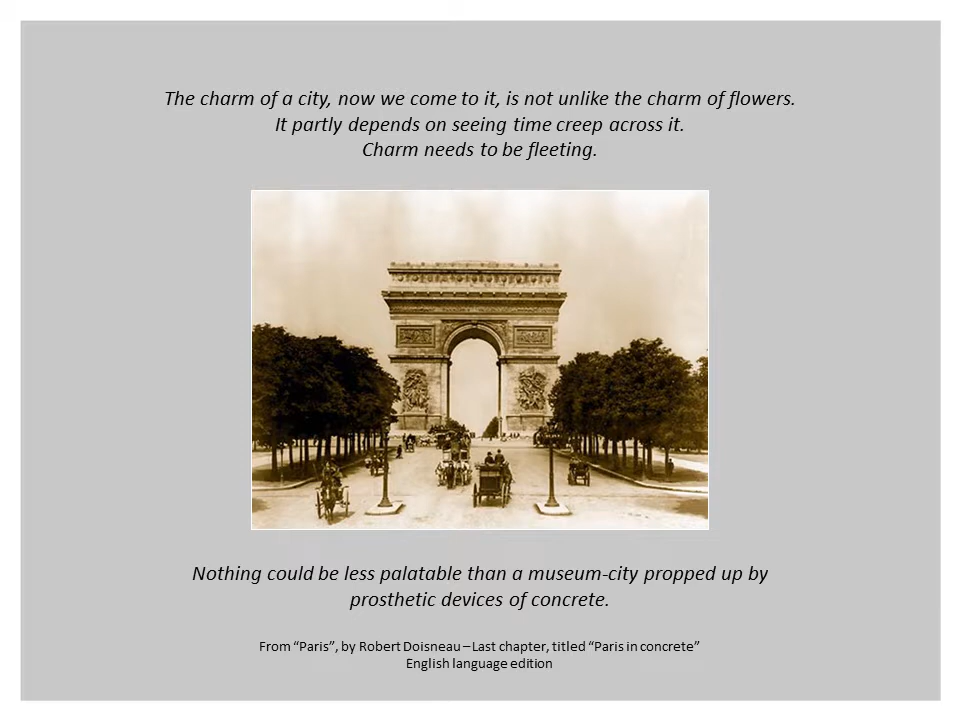 The charm of a city, now we come to it, is not unlike the charm of flowers.
It partly depends on seeing time creep across it.
Charm needs to be fleeting.
Nothing could be less palatable than a museum-city propped up by
prosthetic devices of concrete.
From “Paris”, by Robert Doisneau – Last chapter, titled “Paris in concrete”
English language edition